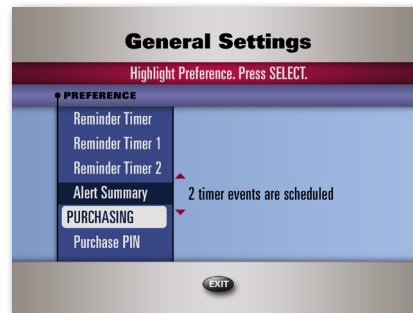 General Settings
Highlight Preference. Press SELECT.
PREFERENCE
Reminder Timer
Reminder Timer 1
Reminder Timer 2
Alert Summary
2 timer events are scheduled
PURCHASING
Purchase PIN
EXIT